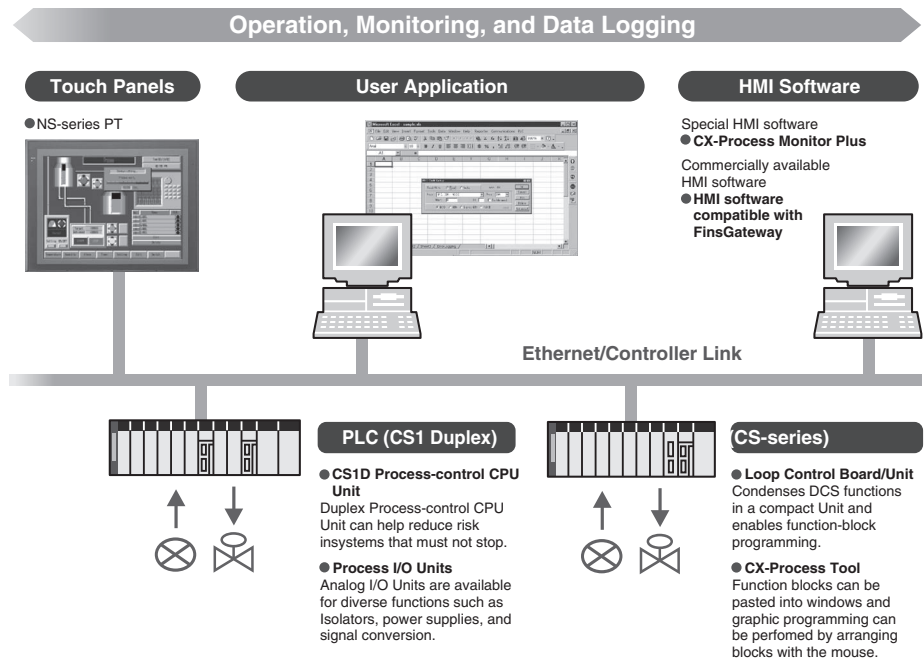 Operation, Monitoring, and Data Logging
Touch Panels
User Application
HMI Software
●NS-series PT
Special HMI software
● CX-Process Monitor Plus
Commercially available
HMI software
● HMI software
compatible with
FinsGateway
Ethernet/Controller Link
PLC (CS1 Duplex)
● CS1D Process-control CPU
Unit
Duplex Process-control CPU
Unit can help reduce risk
insystems that must not stop.
● Process I/O Units
Analog I/O Units are available
for diverse functions such as
Isolators, power supplies, and
signal conversion.
(CS-series)
● Loop Control Board/Unit
Condenses DCS functions
in a compact Unit and
enables function-block
programming.
● CX-Process Tool
Function blocks can be
pasted into windows and
graphic programming can
be perfomed by arranging
blocks with the mouse.